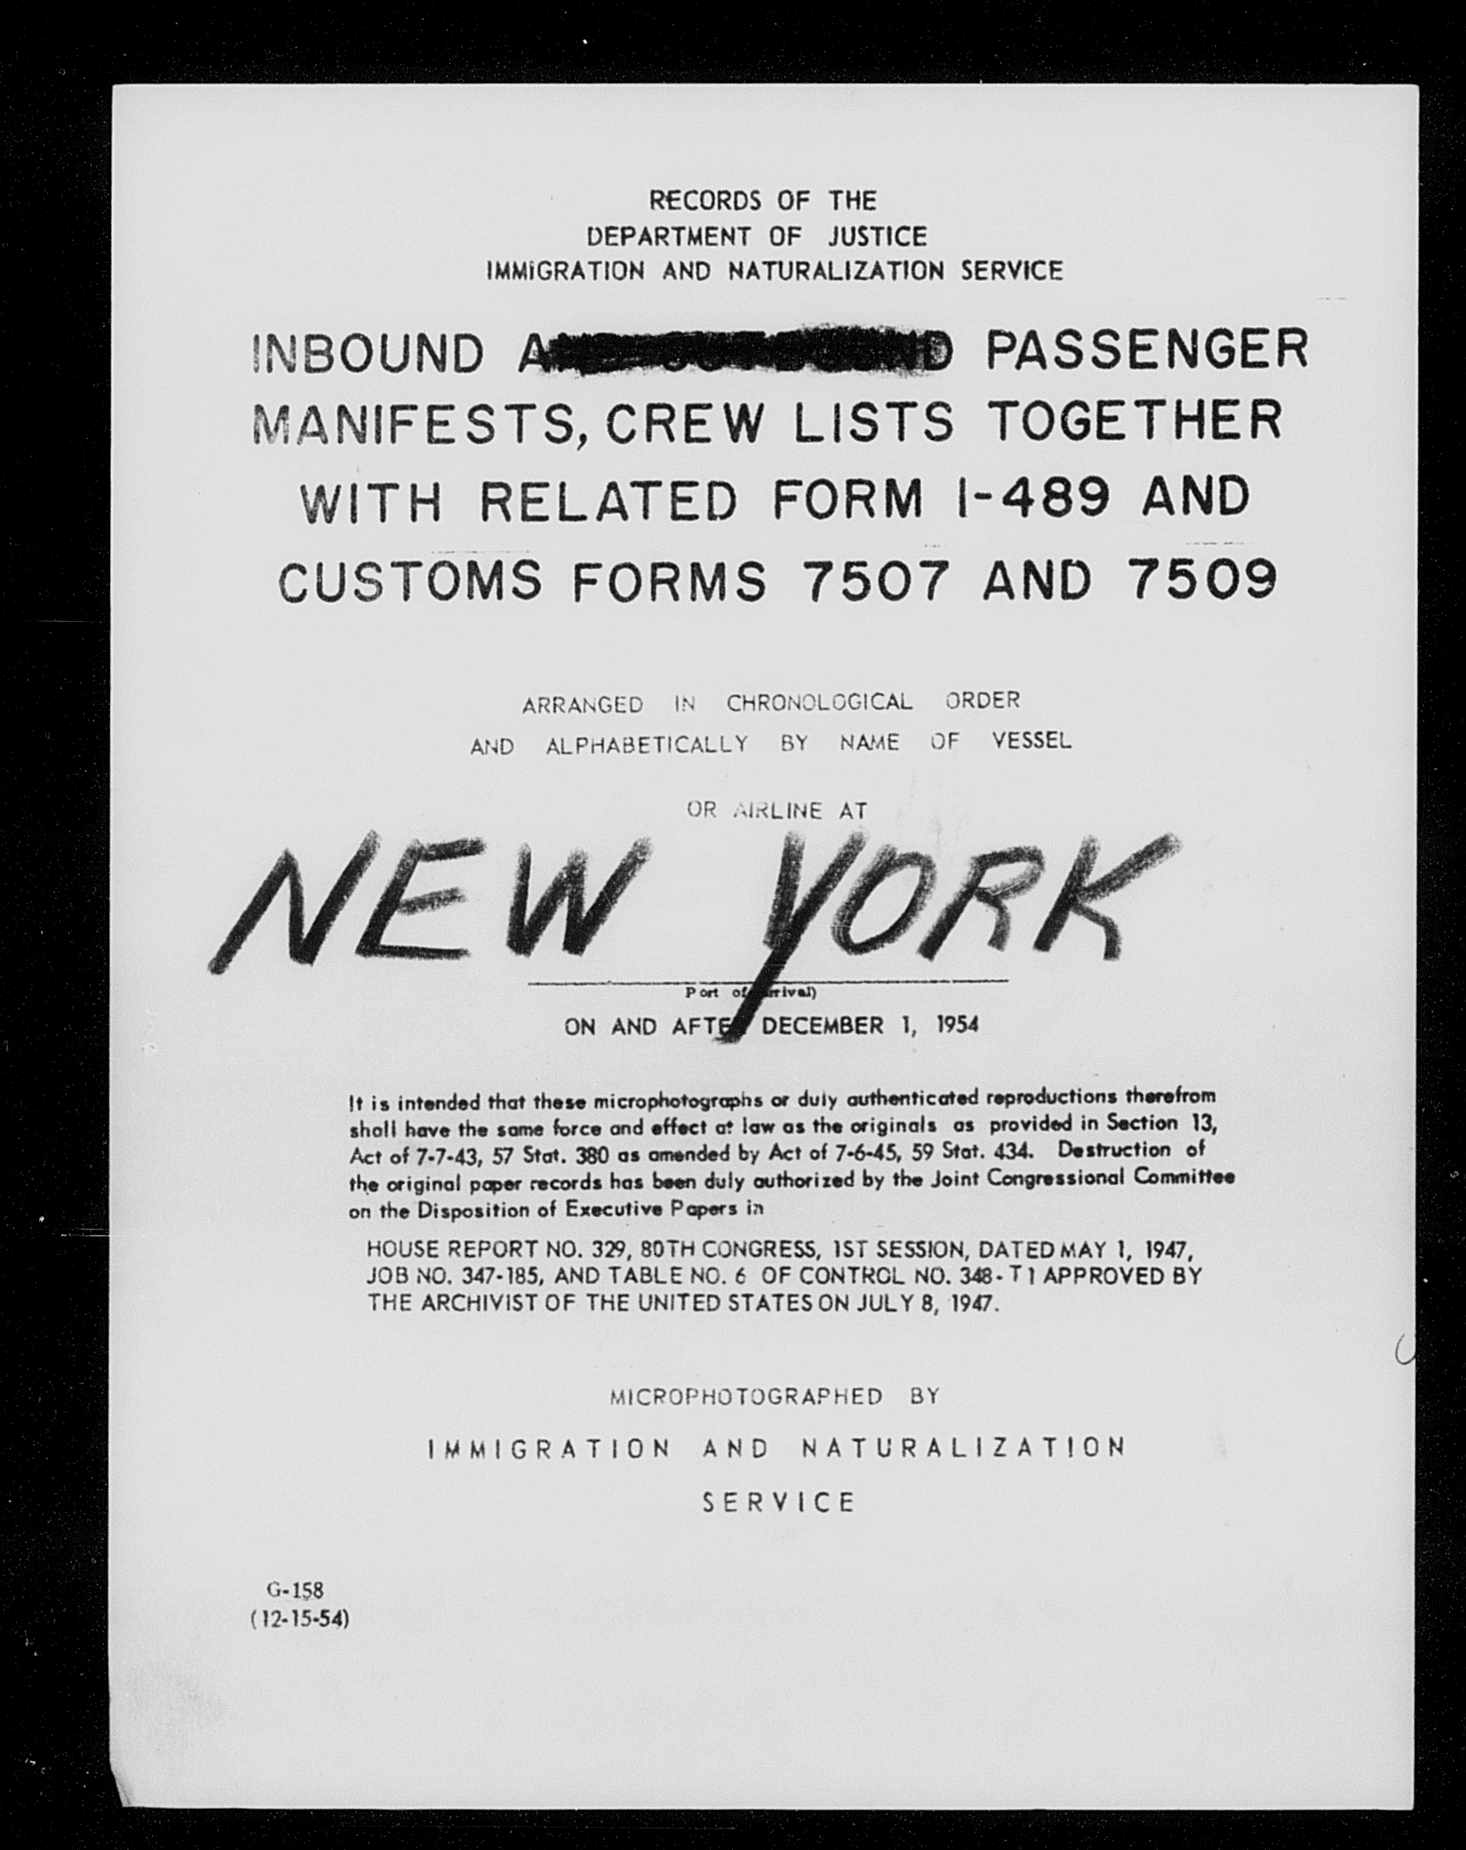 RECORDS OF THE
DEPARTMENT OF JUSTICE
IMMIGRATION AND NATURALIZATION SERVICE
INBOUND PASSENGER
MANIFESTS, CREW LISTS TOGETHER
WITH RELATED FORM I-489 AND
CUSTOMS FORMS 7507 AND 7509
ARRANGED IN CHRONOLOGICAL ORDER
AND ALPHABETICALLY BY NAME OF VESSEL
OR AIRLINE AT
NEW YORK
Port of Arrival)
ON AND AFTER DECEMBER 1, 1954
It is intended that these microphotographs or duly authenticated reproductions therefrom
shall have the same force and effect at law as the originals as provided in Section 13,
Act of 7-7-43, 57 Stat. 380 as amended by Act of 7-6-45, 59 Stat. 434. Destruction of
the original paper records has been duly authorized by the Joint Congressional Committee
on the Disposition of Executive Papers in
HOUSE REPORT NO. 329, 80TH CONGRESS, 1ST SESSION, DATED MAY 1, 1947,
JOB NO. 347-185, AND TABLE NO. 6 OF CONTROL NO. 348-T1 APPROVED BY
THE ARCHIVIST OF THE UNITED STATES ON JULY 8, 1947.
MICROPHOTOGRAPHED BY
IMMIGRATION AND NATURALIZATION
SERVICE
G-158
(12-15-54)